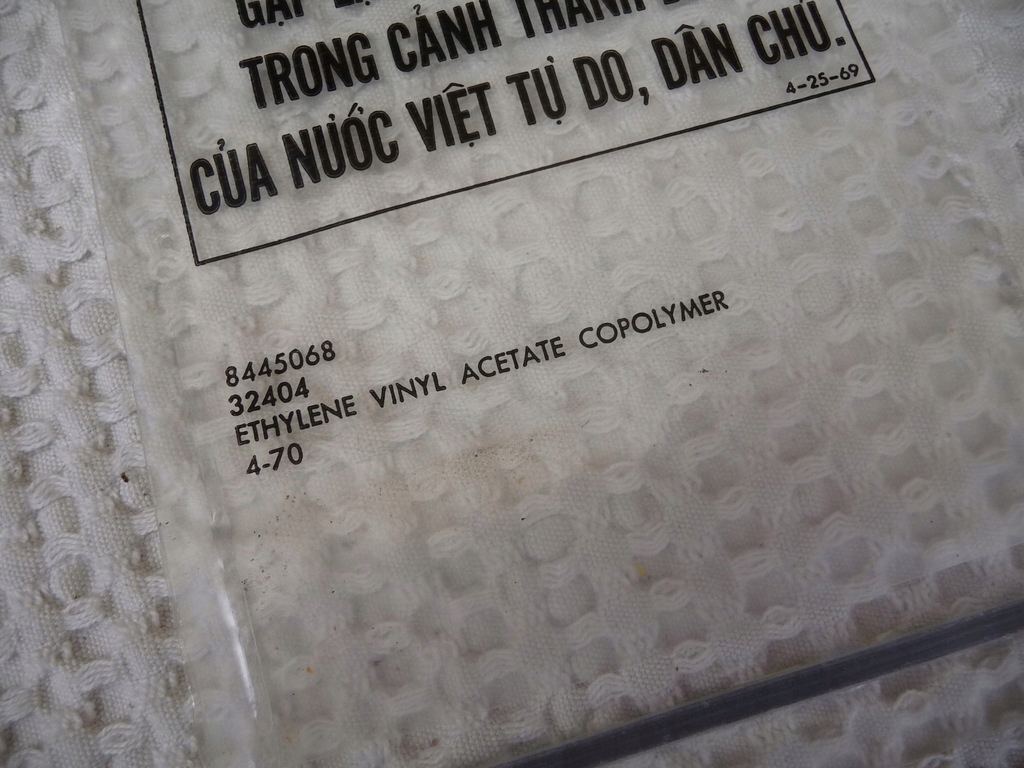 TRONG CẢNH THANH
CỦA NƯỚC VIỆT TỰ DO, DÂN CHỦ.
4-25-69
8445068
32404
ETHYLENE VINYL ACETATE COPOLYMER
4-70